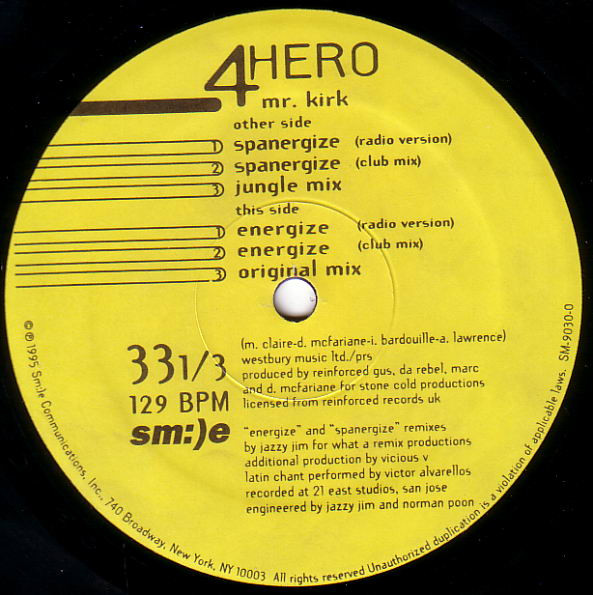 4HERO
mr. kirk
other side
1) spanergize (radio version)
2) spanergize (club mix)
3) jungle mix
this side
1) energize (radio version)
2) energize (club mix)
3) original mix
33 1/3
129 BPM
sm:)e
(m. claire-d. mcfarlane-i. bardouille-a. lawrence)
westbury music ltd./prs
produced by reinforced gus, da rebel, marc
and d. mcfarlane for stone cold productions
licensed from reinforced records uk
"energize" and "spanergize" remixes
by jazzy jim for what a remix productions
additional production by vicious v
latin chant performed by victor alvarellos
recorded at 21 east studios, san jose
engineered by jazzy jim and norman poon
©℗1995 Sm:)e Communications, Inc., 740 Broadway, New York, NY 10003 All rights reserved Unauthorized duplication is a violation of applicable laws. SM-9030-0